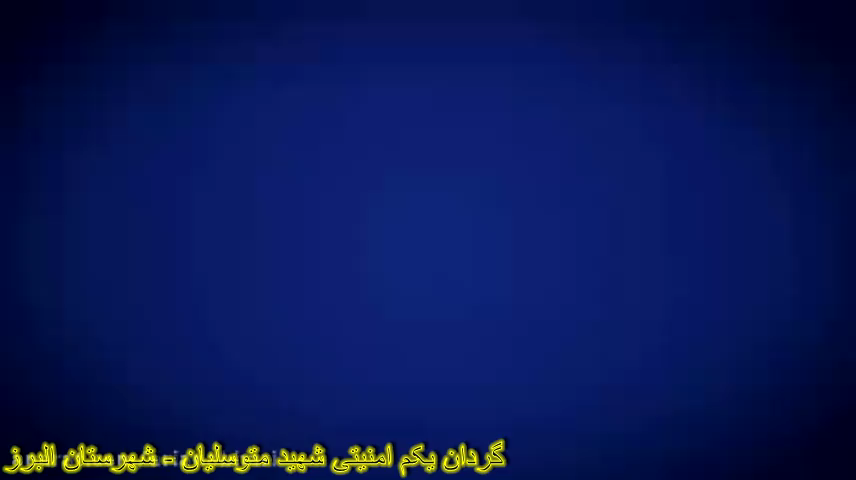 گردان یکم امنیتی شهید متوسلیان - شهرستان البرز